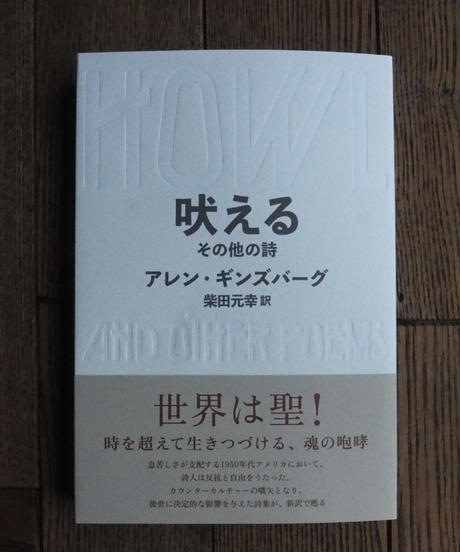 HOWL
吠える
その他の詩
アレン・ギンズバーグ
柴田元幸 訳
AND OTHER POEMS
世界は聖！
時を超えて生きつづける、魂の咆哮
息苦しさが支配する1950年代アメリカにおいて、
詩人は反抗と自由をうたった。
カウンターカルチャーの嚆矢となり、
後世に決定的な影響を与えた詩集が、新訳で甦る